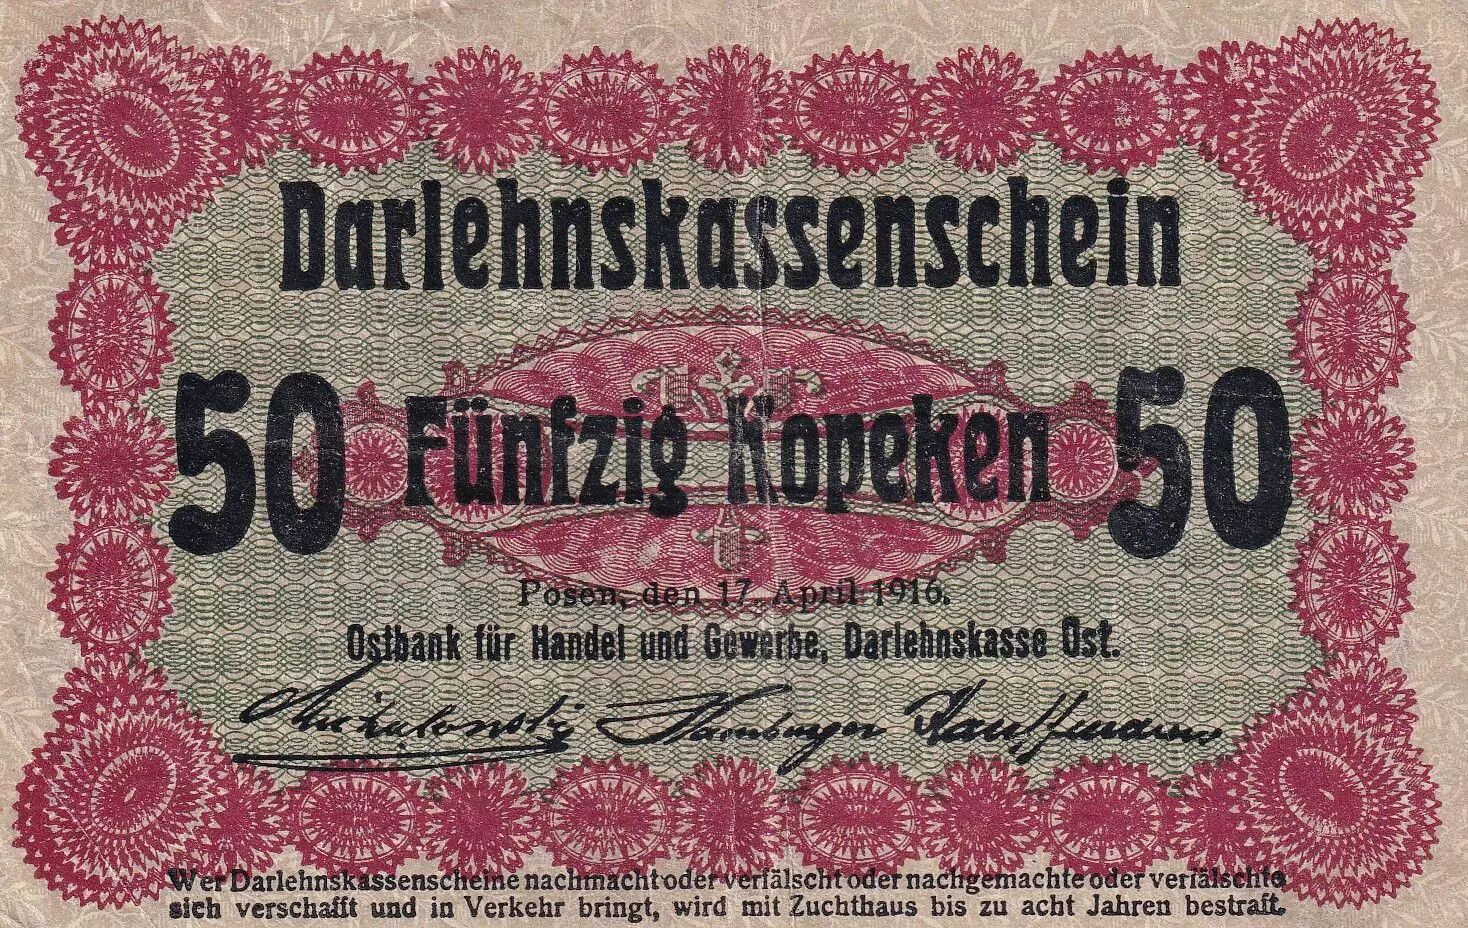 Darlehnskassenschein
50 Fünfzig Kopeken 50
Posen, den 17. April 1916.
Ostbank für Handel und Gewerbe, Darlehnskasse Ost.
Hamburger Kauffmann
Wer Darlehnskassenscheine nachmacht oder verfälscht oder nachgemachte oder verfälschte
sich verschafft und in Verkehr bringt, wird mit Zuchthaus bis zu acht Jahren bestraft.